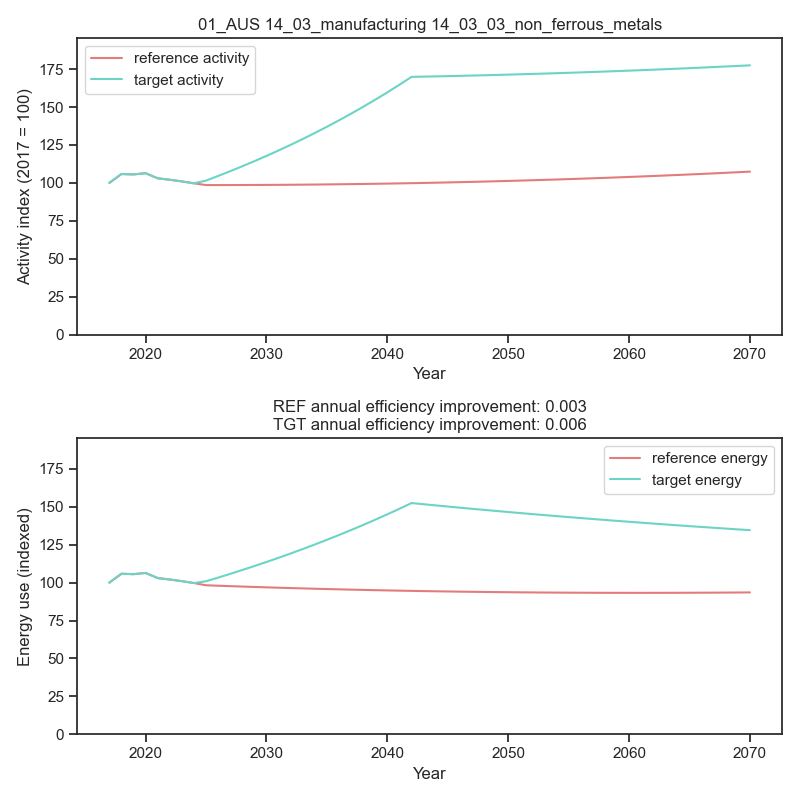 01_AUS 14_03_manufacturing 14_03_03_non_ferrous_metals
reference activity
target activity
Activity index (2017 = 100)
175
150
125
100
75
50
25
0
2020
2030
2040
2050
2060
2070
Year
REF annual efficiency improvement: 0.003
TGT annual efficiency improvement: 0.006
reference energy
target energy
Energy use (indexed)
175
150
125
100
75
50
25
0
2020
2030
2040
2050
2060
2070
Year